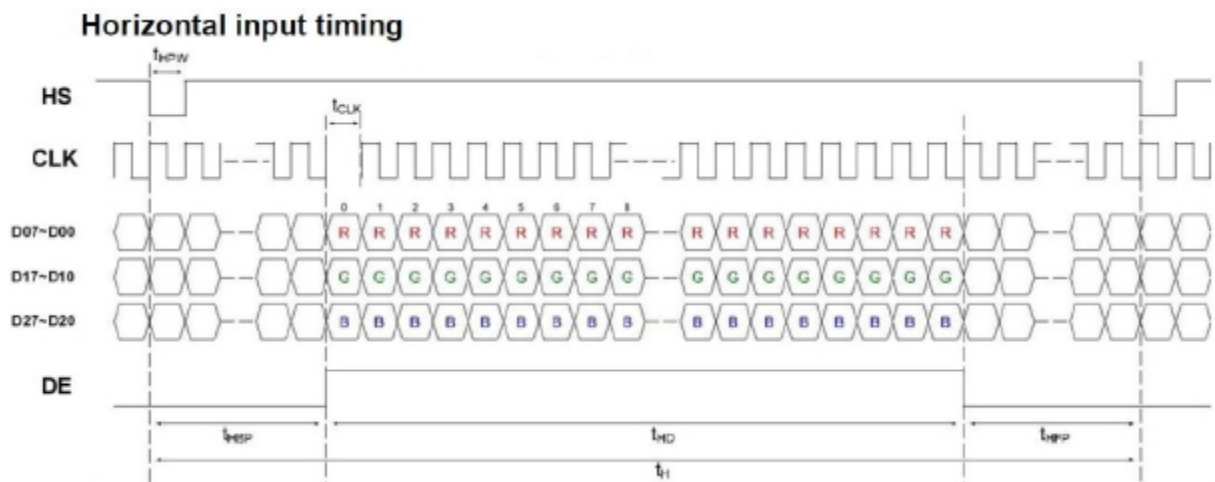 Horizontal input timing
tHPW
HS
tCLK
CLK
0 1 2 3 4 5 6 7 8
D07~D00 R R R R R R R R R R R R R R R R R
D17~D10 G G G G G G G G G G G G G G G G G
D27~D20 B B B B B B B B B B B B B B B B B
DE
tHBP tHD tHFP
tH